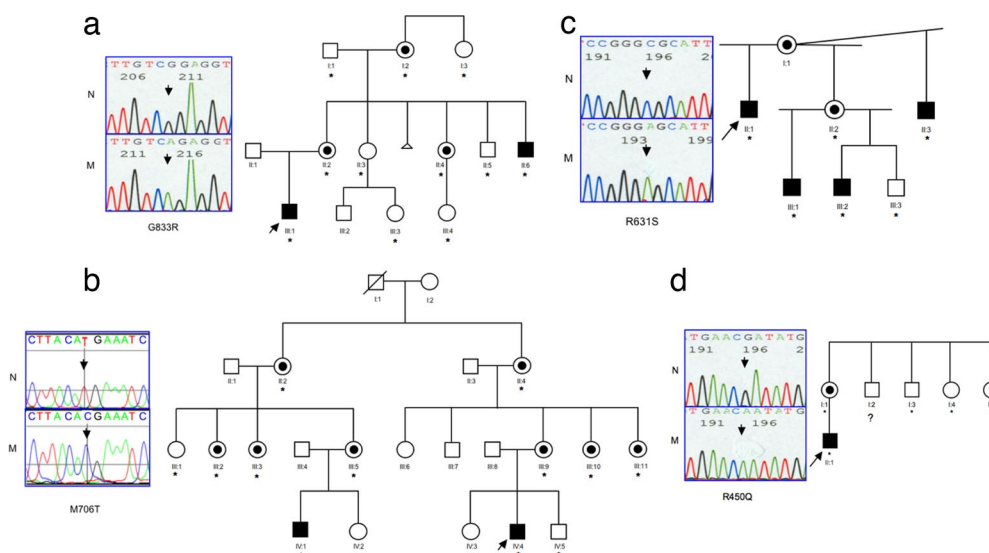 a
TTGTCGGAGGT
206 211
N
TTGTCAGAGGT
211 216
M
G833R
I:1 I:2 I:3
* * *
II:1 II:2 II:3 II:4 II:5 II:6
* * * * *
III:1 III:2 III:3 III:4
* * *
b
CTTACATGAAATC
N
CTTACACGAAATC
M
M706T
I:1 I:2
II:1 II:2 II:3 II:4
* *
III:1 III:2 III:3 III:4 III:5 III:6 III:7 III:8 III:9 III:10 III:11
* * * * * * *
IV:1 IV:2 IV:3 IV:4 IV:5
c
CCGGGCGCATT
191 196
N
CCGGGAGCATT
193 199
M
R631S
I:1
II:1 II:2 II:3
* * *
III:1 III:2 III:3
* * *
d
TGAACGATATG
191 196 2
N
TGAACAATATG
191 196
M
R450Q
I:1 I:2 I:3 I:4
* ? * *
*
II:1